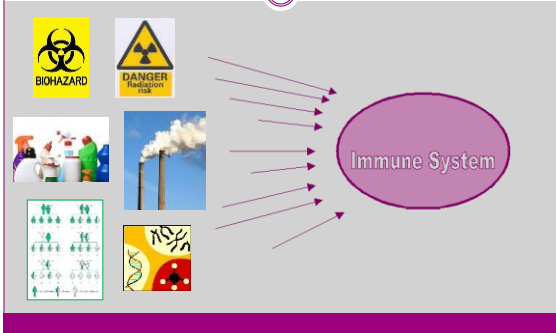 BIOHAZARD
DANGER
Radiation
risk
Immune System